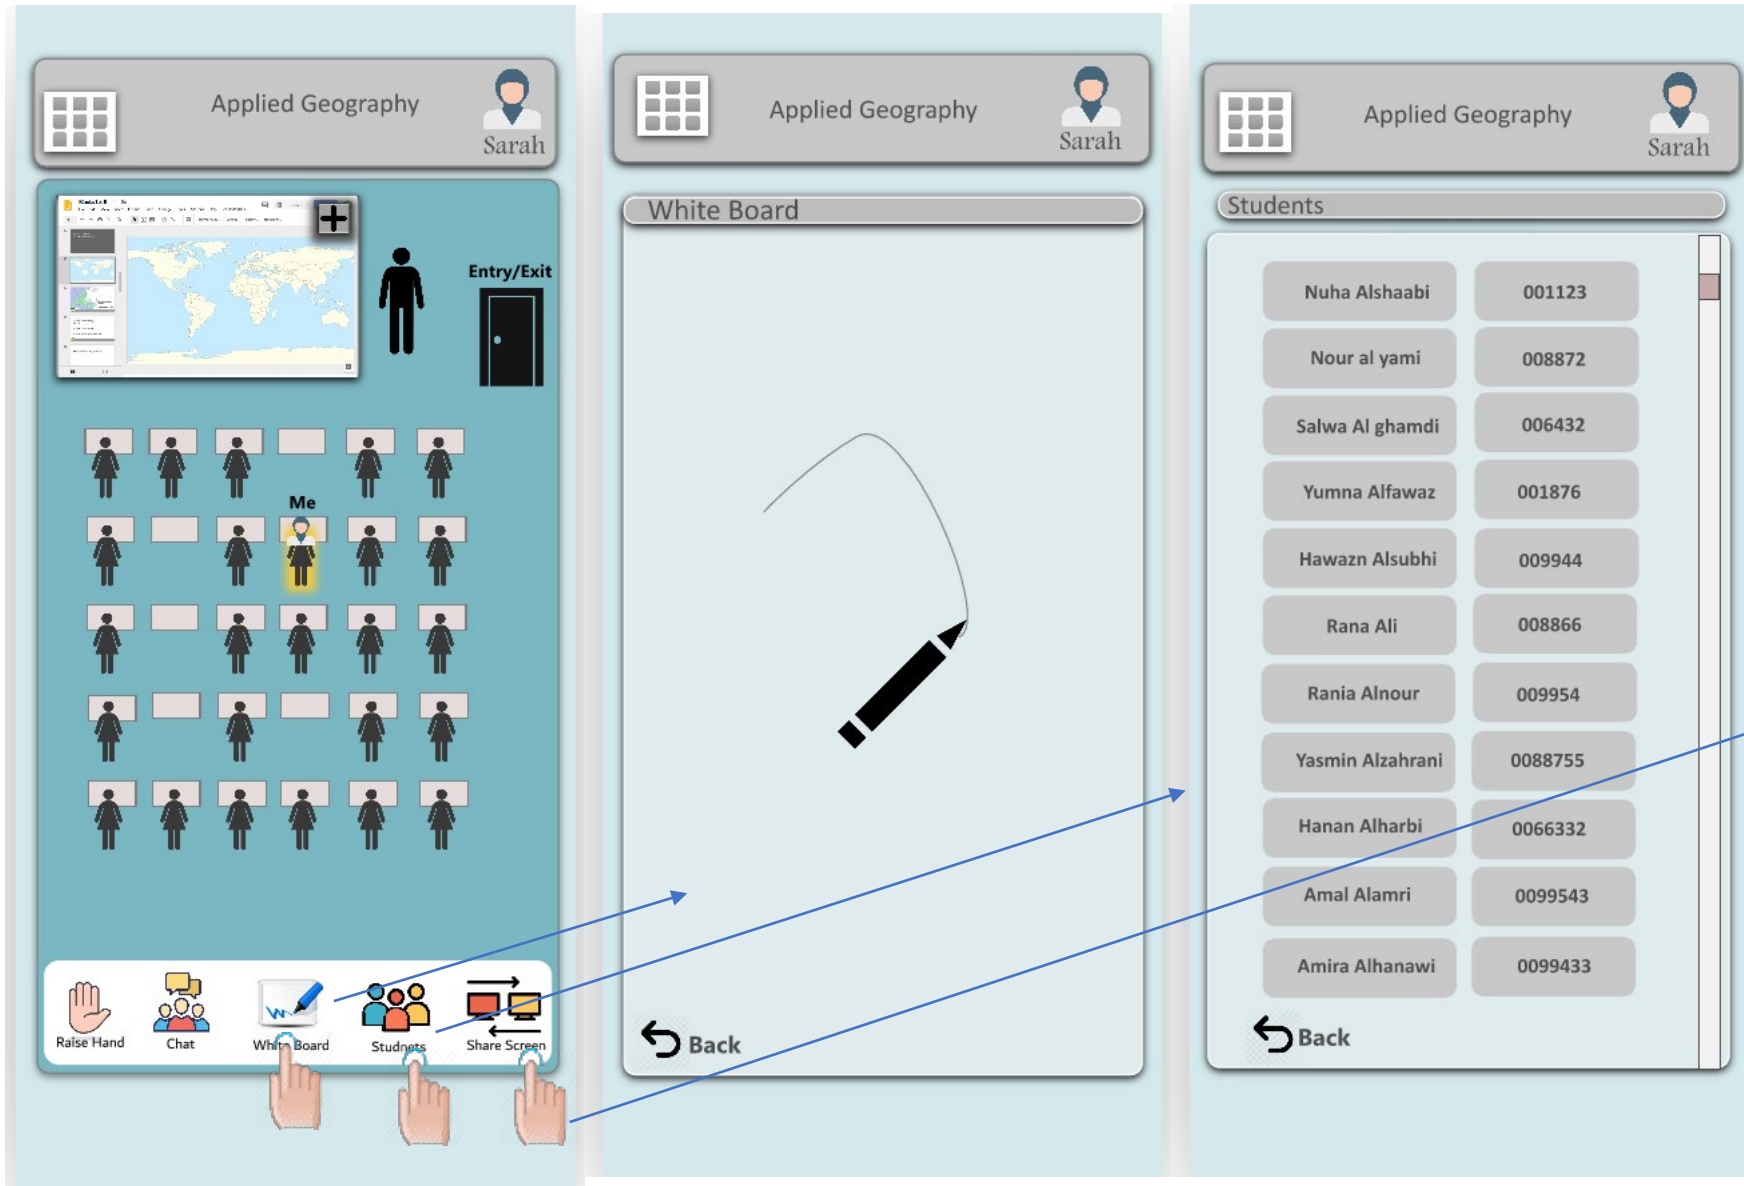 Applied Geography
Sarah
Entry/Exit
Me
Raise Hand
Chat
White Board
Studnets
Share Screen
Applied Geography
Sarah
White Board
Back
Applied Geography
Sarah
Students
Nuha Alshaabi 001123
Nour al yami 008872
Salwa Al ghamdi 006432
Yumna Alfawaz 001876
Hawazn Alsubhi 009944
Rana Ali 008866
Rania Alnour 009954
Yasmin Alzahrani 0088755
Hanan Alharbi 0066332
Amal Alamri 0099543
Amira Alhanawi 0099433
Back